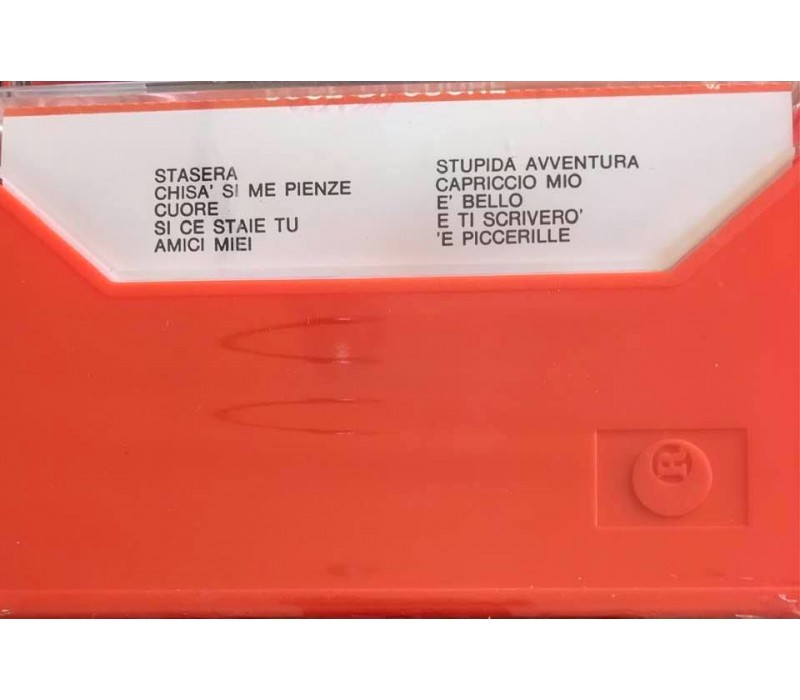 STASERA
CHISA' SI ME PIENZE
CUORE
SI CE STAIE TU
AMICI MIEI
STUPIDA AVVENTURA
CAPRICCIO MIO
E' BELLO
E TI SCRIVERO'
'E PICCERILLE
R